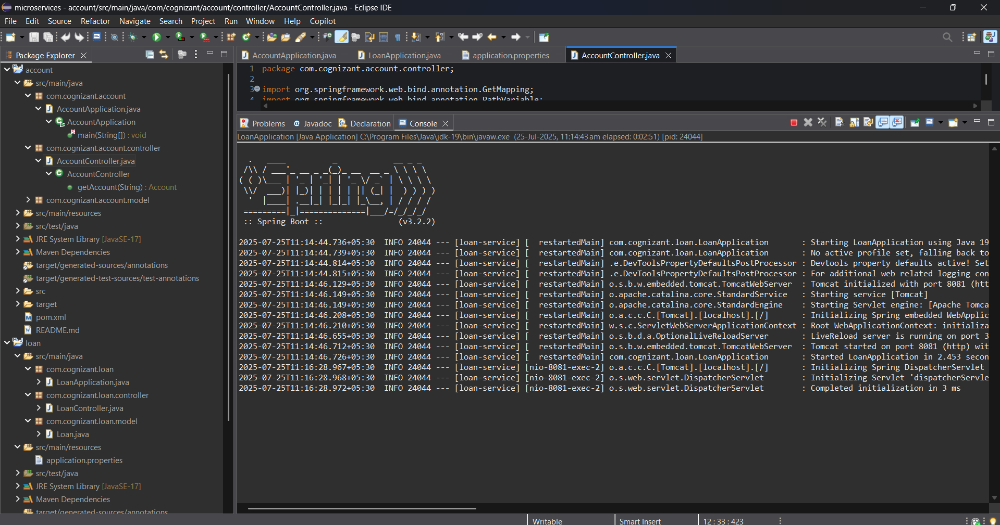 microservices - account/src/main/java/com/cognizant/account/controller/AccountController.java - Eclipse IDE
File Edit Source Refactor Navigate Search Project Run Window Help Copilot
Package Explorer
account
src/main/java
com.cognizant.account
AccountApplication.java
AccountApplication
main(String[]) : void
com.cognizant.account.controller
AccountController.java
AccountController
getAccount(String) : Account
com.cognizant.account.model
src/main/resources
src/test/java
JRE System Library [JavaSE-17]
Maven Dependencies
target/generated-sources/annotations
target/generated-test-sources/test-annotations
src
target
pom.xml
README.md
loan
src/main/java
com.cognizant.loan
LoanApplication.java
com.cognizant.loan.controller
LoanController.java
com.cognizant.loan.model
Loan.java
src/main/resources
application.properties
src/test/java
JRE System Library [JavaSE-17]
Maven Dependencies
target/generated-sources/annotations
AccountApplication.java LoanApplication.java application.properties AccountController.java
1 package com.cognizant.account.controller;
2
3 import org.springframework.web.bind.annotation.GetMapping;
4 import org.springframework.web.bind.annotation.PathVariable;
Problems Javadoc Declaration Console
LoanApplication [Java Application] C:\Program Files\Java\jdk-19\bin\javaw.exe (25-Jul-2025, 11:14:43 am elapsed: 0:02:51) [pid: 24044]
Spring
:: Spring Boot :: (v3.2.2)
2025-07-25T11:14:44.736+05:30 INFO 24044 --- [loan-service] [ restartedMain] com.cognizant.loan.LoanApplication : Starting LoanApplication using Java 19
2025-07-25T11:14:44.739+05:30 INFO 24044 --- [loan-service] [ restartedMain] com.cognizant.loan.LoanApplication : No active profile set, falling back to
2025-07-25T11:14:44.814+05:30 INFO 24044 --- [loan-service] [ restartedMain] .e.DevToolsPropertyDefaultsPostProcessor : Devtools property defaults active! Set
2025-07-25T11:14:44.815+05:30 INFO 24044 --- [loan-service] [ restartedMain] .e.DevToolsPropertyDefaultsPostProcessor : For additional web related logging con
2025-07-25T11:14:46.129+05:30 INFO 24044 --- [loan-service] [ restartedMain] o.s.b.w.embedded.tomcat.TomcatWebServer : Tomcat initialized with port 8081 (htt
2025-07-25T11:14:46.149+05:30 INFO 24044 --- [loan-service] [ restartedMain] o.apache.catalina.core.StandardService : Starting service [Tomcat]
2025-07-25T11:14:46.149+05:30 INFO 24044 --- [loan-service] [ restartedMain] o.apache.catalina.core.StandardEngine : Starting Servlet engine: [Apache Tomca
2025-07-25T11:14:46.208+05:30 INFO 24044 --- [loan-service] [ restartedMain] o.a.c.c.C.[Tomcat].[localhost].[/] : Initializing Spring embedded WebApplic
2025-07-25T11:14:46.210+05:30 INFO 24044 --- [loan-service] [ restartedMain] w.s.c.ServletWebServerApplicationContext : Root WebApplicationContext: initializa
2025-07-25T11:14:46.655+05:30 INFO 24044 --- [loan-service] [ restartedMain] o.s.b.d.a.OptionalLiveReloadServer : LiveReload server is running on port 3
2025-07-25T11:14:46.712+05:30 INFO 24044 --- [loan-service] [ restartedMain] o.s.b.w.embedded.tomcat.TomcatWebServer : Tomcat started on port 8081 (http) wit
2025-07-25T11:14:46.726+05:30 INFO 24044 --- [loan-service] [ restartedMain] com.cognizant.loan.LoanApplication : Started LoanApplication in 2.453 secon
2025-07-25T11:16:28.967+05:30 INFO 24044 --- [loan-service] [nio-8081-exec-2] o.a.c.c.C.[Tomcat].[localhost].[/] : Initializing Spring DispatcherServlet
2025-07-25T11:16:28.968+05:30 INFO 24044 --- [loan-service] [nio-8081-exec-2] o.s.web.servlet.DispatcherServlet : Initializing Servlet 'dispatcherServle
2025-07-25T11:16:28.972+05:30 INFO 24044 --- [loan-service] [nio-8081-exec-2] o.s.web.servlet.DispatcherServlet : Completed initialization in 3 ms
Writable Smart Insert 12 : 33 : 423